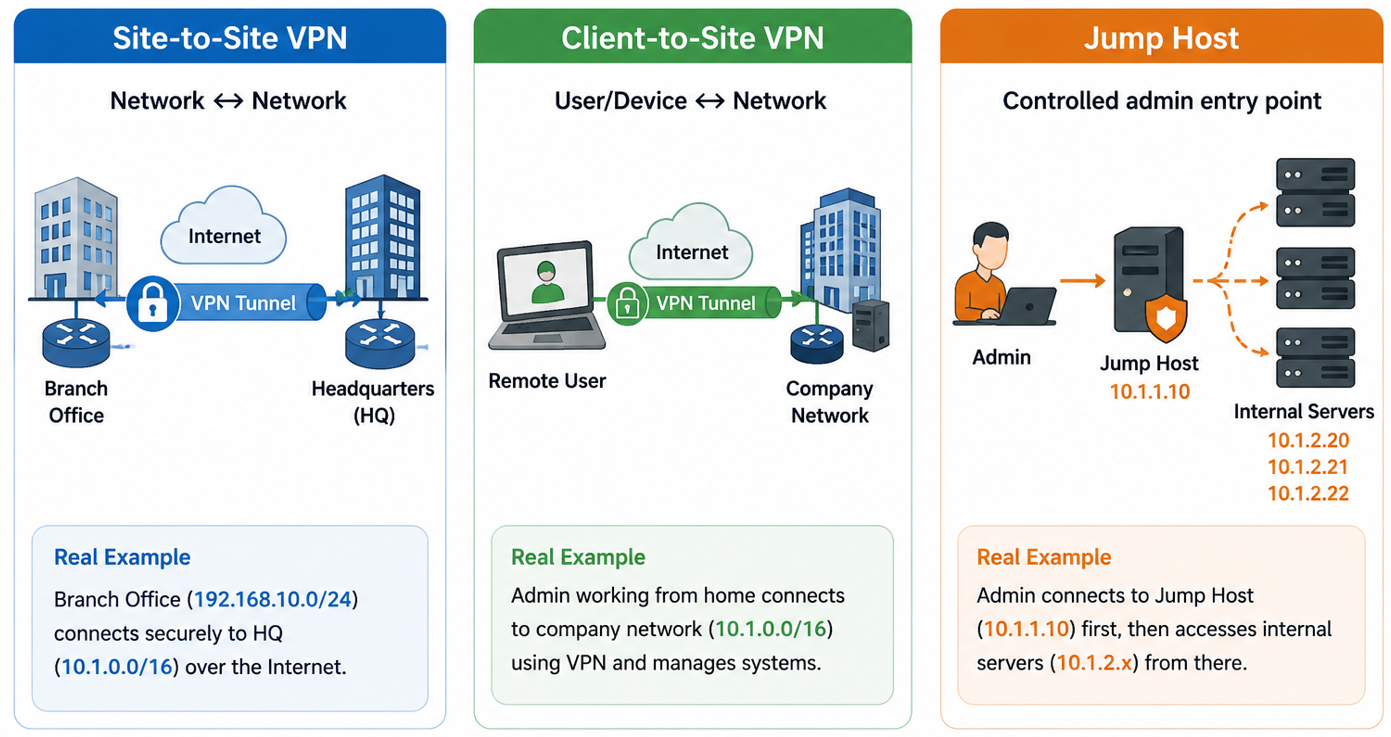 Site-to-Site VPN
Network ↔ Network
Internet
VPN Tunnel
Branch
Office
Headquarters
(HQ)
Real Example
Branch Office (192.168.10.0/24)
connects securely to HQ
(10.1.0.0/16) over the Internet.
Client-to-Site VPN
User/Device ↔ Network
Internet
VPN Tunnel
Remote User
Company
Network
Real Example
Admin working from home connects
to company network (10.1.0.0/16)
using VPN and manages systems.
Jump Host
Controlled admin entry point
Admin
Jump Host
10.1.1.10
Internal Servers
10.1.2.20
10.1.2.21
10.1.2.22
Real Example
Admin connects to Jump Host
(10.1.1.10) first, then accesses internal
servers (10.1.2.x) from there.